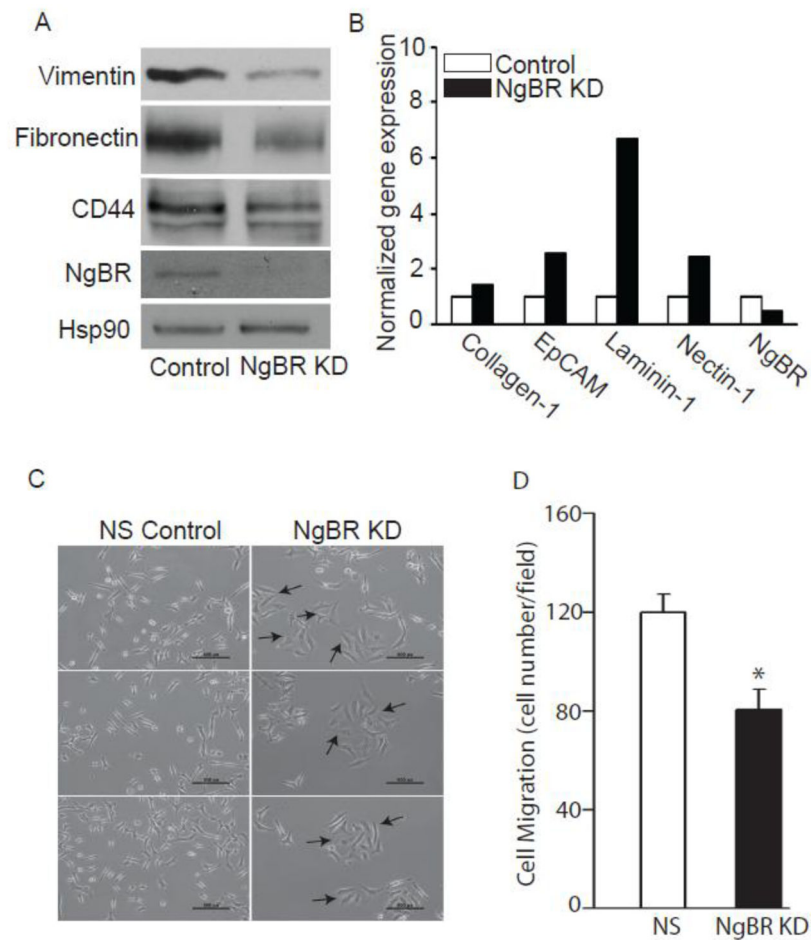 A
Vimentin
Fibronectin
CD44
NgBR
Hsp90
Control NgBR KD
B
Normalized gene expression
10
8
6
4
2
0
Control
NgBR KD
Collagen-1
EpCAM
Laminin-1
Nectin-1
NgBR
C
NS Control NgBR KD
D
Cell Migration (cell number/field)
160
120
80
40
0
*
NS NgBR KD